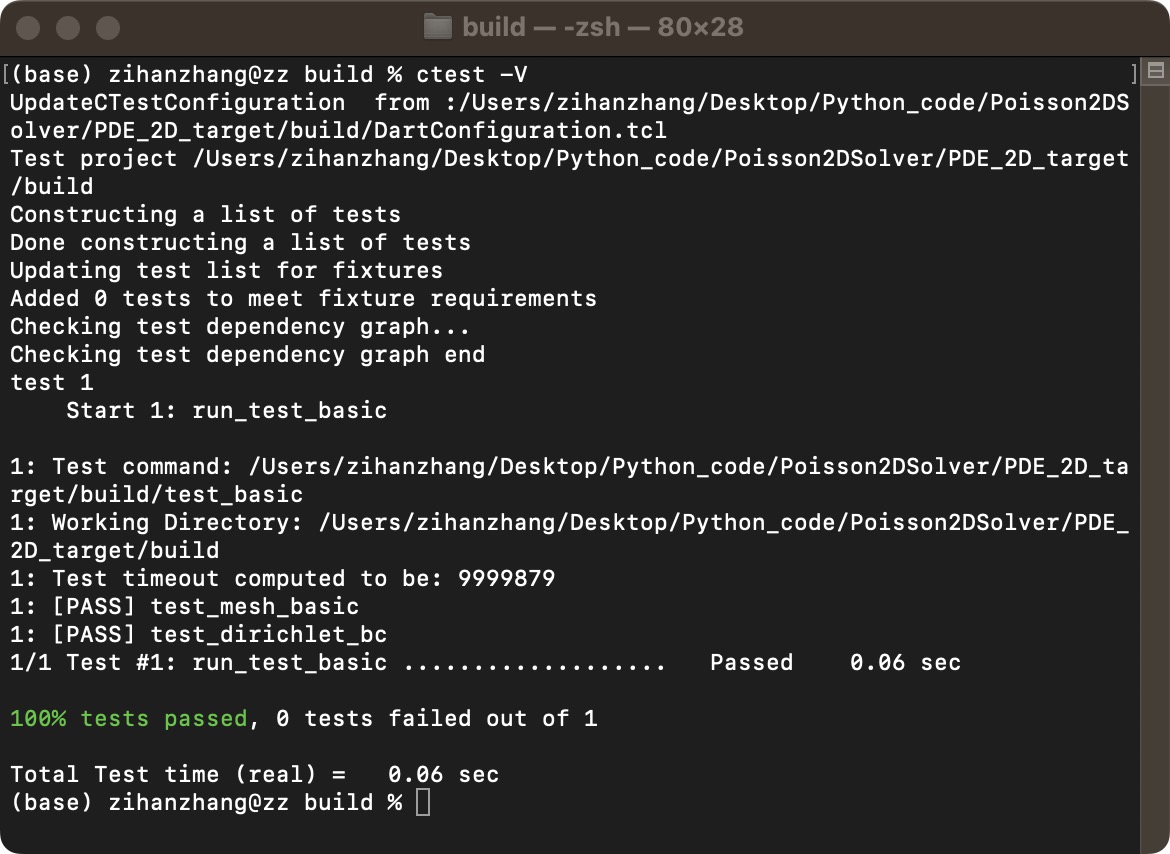 build — -zsh — 80×28
[(base) zihanzhang@zz build % ctest -V ]
UpdateCTestConfiguration  from :/Users/zihanzhang/Desktop/Python_code/Poisson2DS
olver/PDE_2D_target/build/DartConfiguration.tcl
Test project /Users/zihanzhang/Desktop/Python_code/Poisson2DSolver/PDE_2D_target
/build
Constructing a list of tests
Done constructing a list of tests
Updating test list for fixtures
Added 0 tests to meet fixture requirements
Checking test dependency graph...
Checking test dependency graph end
test 1
    Start 1: run_test_basic

1: Test command: /Users/zihanzhang/Desktop/Python_code/Poisson2DSolver/PDE_2D_ta
rget/build/test_basic
1: Working Directory: /Users/zihanzhang/Desktop/Python_code/Poisson2DSolver/PDE_
2D_target/build
1: Test timeout computed to be: 9999879
1: [PASS] test_mesh_basic
1: [PASS] test_dirichlet_bc
1/1 Test #1: run_test_basic ...................   Passed    0.06 sec

100% tests passed, 0 tests failed out of 1

Total Test time (real) =   0.06 sec
(base) zihanzhang@zz build %